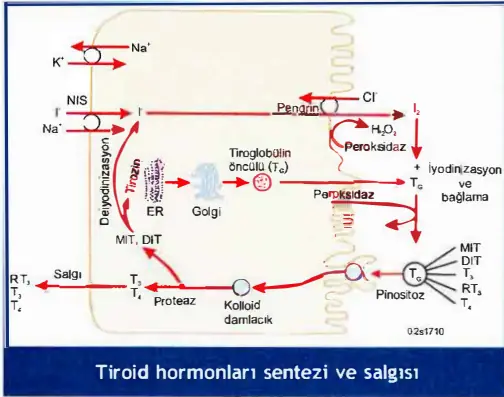 Na⁺
K⁺
NIS
I⁻
Na⁺
I⁻
Pendrin
Cl⁻
I₂
H₂O₂
Peroksidaz
Deiyodinizasyon
Tirozin
ER
Golgi
Tiroglobülin
öncülü (T_G)
Peroksidaz
+
T_G
İyodinizasyon
ve
bağlama
MIT, DIT
RT₃
T₃
T₄
Salgı
T₃
T₄
Proteaz
Kolloid
damlacık
Pinositoz
T_G
MIT
DIT
T₃
RT₃
T₄
02s1710
Tiroid hormonları sentezi ve salgısı